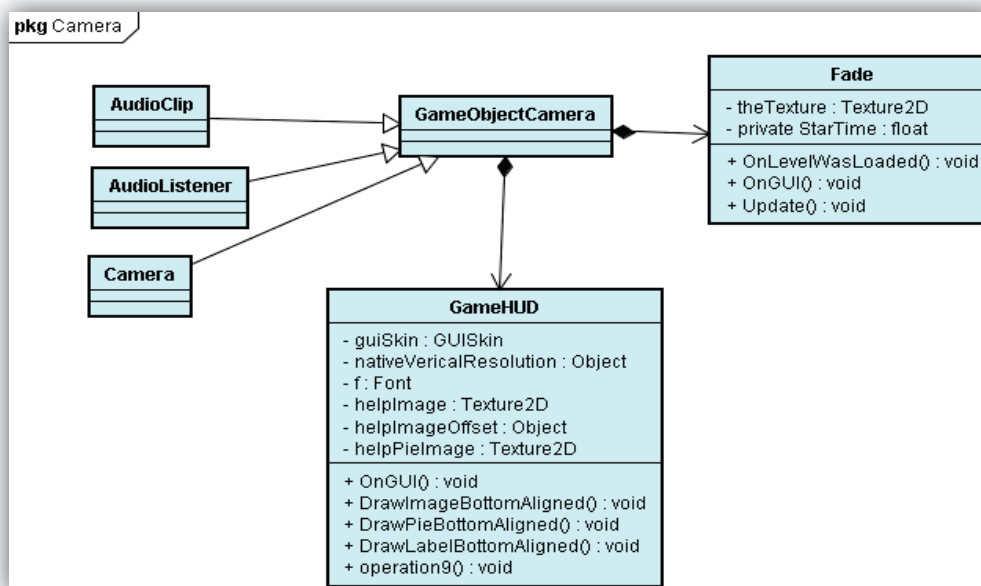 pkg Camera
AudioClip
AudioListener
Camera
GameObjectCamera
Fade
- theTexture : Texture2D
- private StarTime : float
+ OnLevelWasLoaded() : void
+ OnGUI() : void
+ Update() : void
GameHUD
- guiSkin : GUISkin
- nativeVericalResolution : Object
- f : Font
- helpImage : Texture2D
- helpImageOffset : Object
- helpPieImage : Texture2D
+ OnGUI() : void
+ DrawImageBottomAligned() : void
+ DrawPieBottomAligned() : void
+ DrawLabelBottomAligned() : void
+ operation9() : void